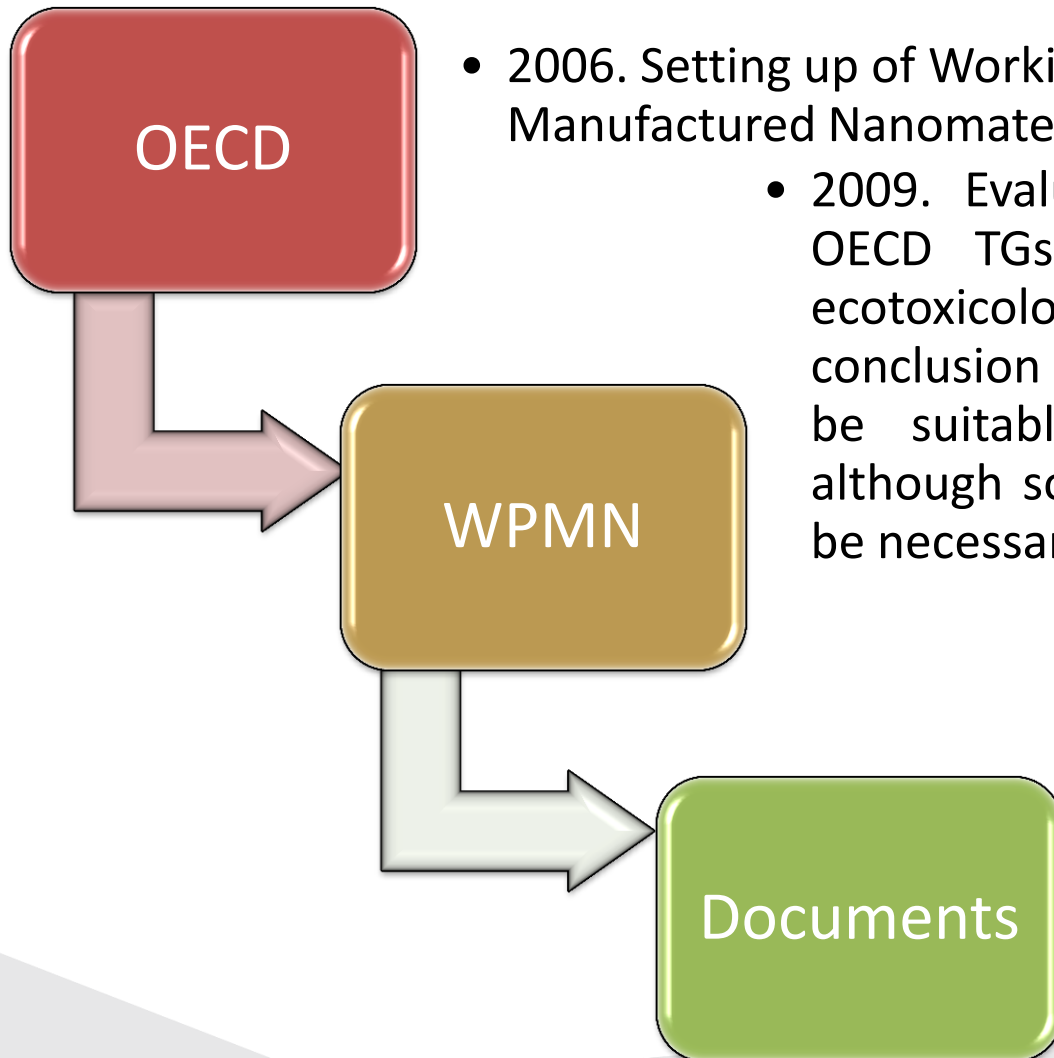 OECD
• 2006. Setting up of Worki
Manufactured Nanomate
• 2009. Evalu
OECD TGs
ecotoxicolo
conclusion
be suitabl
although so
be necessar
WPMN
Documents